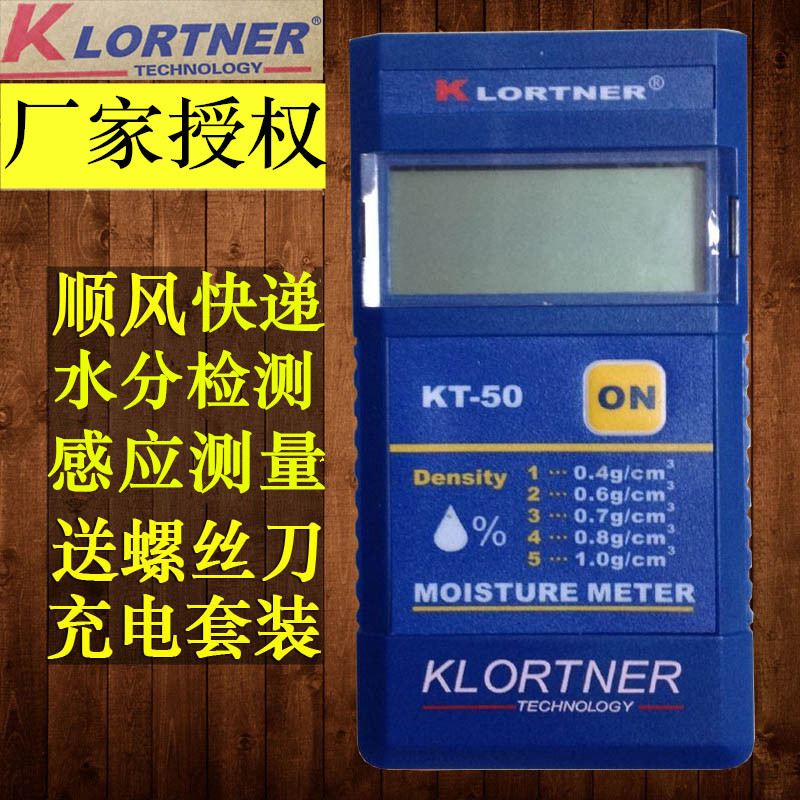 KLORTNER
TECHNOLOGY
厂家授权
顺风快递
水分检测
感应测量
送螺丝刀
充电套装
KLORTNER®
KT-50
ON
Density 1 ··· 0.4g/cm³
2 ··· 0.6g/cm³
3 ··· 0.7g/cm³
4 ··· 0.8g/cm³
5 ··· 1.0g/cm³
%
MOISTURE METER
KLORTNER
TECHNOLOGY